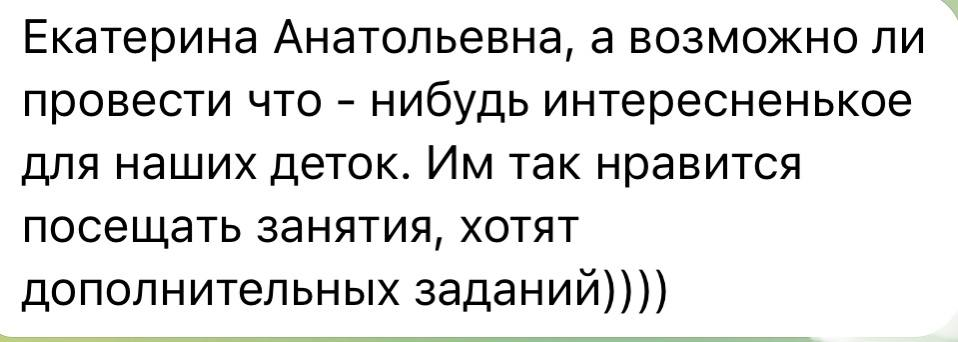 Екатерина Анатольевна, а возможно ли
провести что - нибудь интересненькое
для наших деток. Им так нравится
посещать занятия, хотят
дополнительных заданий))))